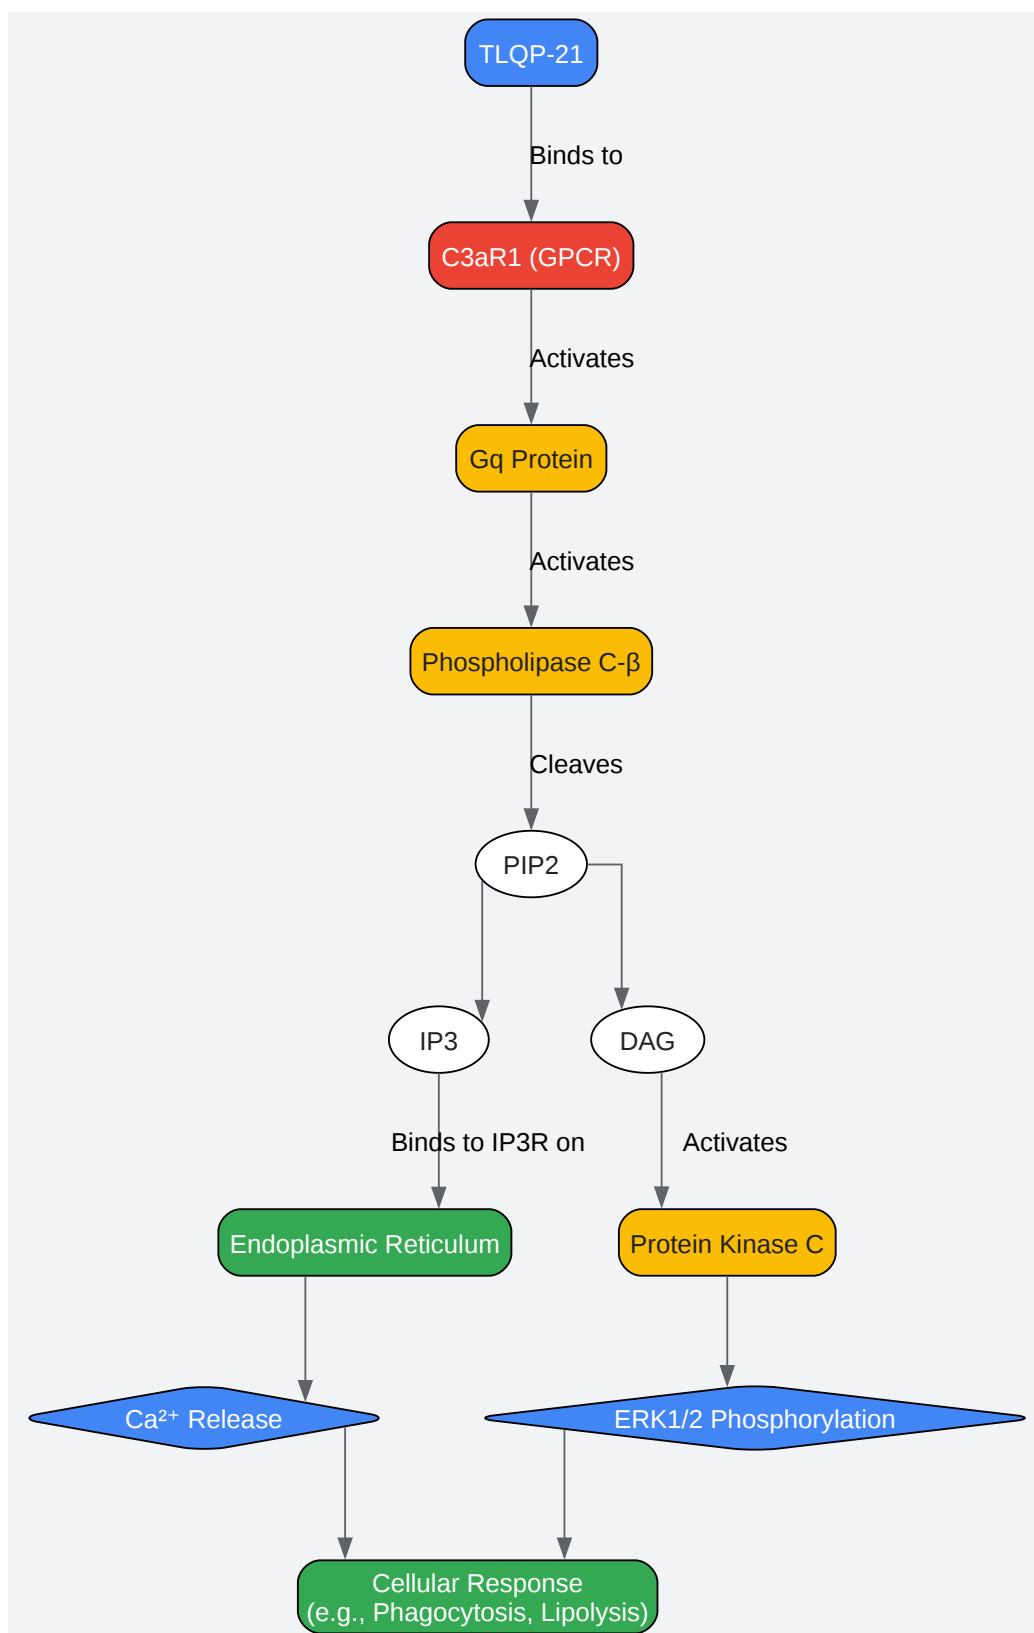 TLQP-21
Binds to
C3aR1 (GPCR)
Activates
Gq Protein
Activates
Phospholipase C-β
Cleaves
PIP2
IP3
DAG
Binds to IP3R on
Activates
Endoplasmic Reticulum
Protein Kinase C
Ca²⁺ Release
ERK1/2 Phosphorylation
Cellular Response
(e.g., Phagocytosis, Lipolysis)